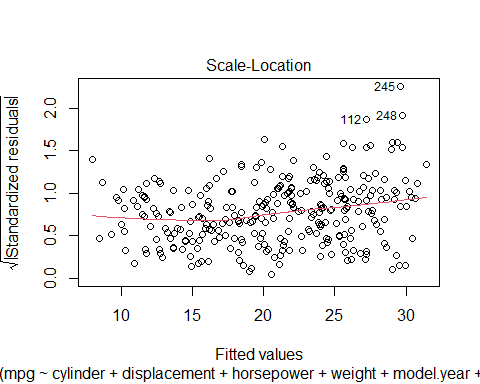 Scale-Location
√|Standardized residuals|
0.0 0.5 1.0 1.5 2.0
245
112
248
10 15 20 25 30
Fitted values
(mpg ~ cylinder + displacement + horsepower + weight + model.year +